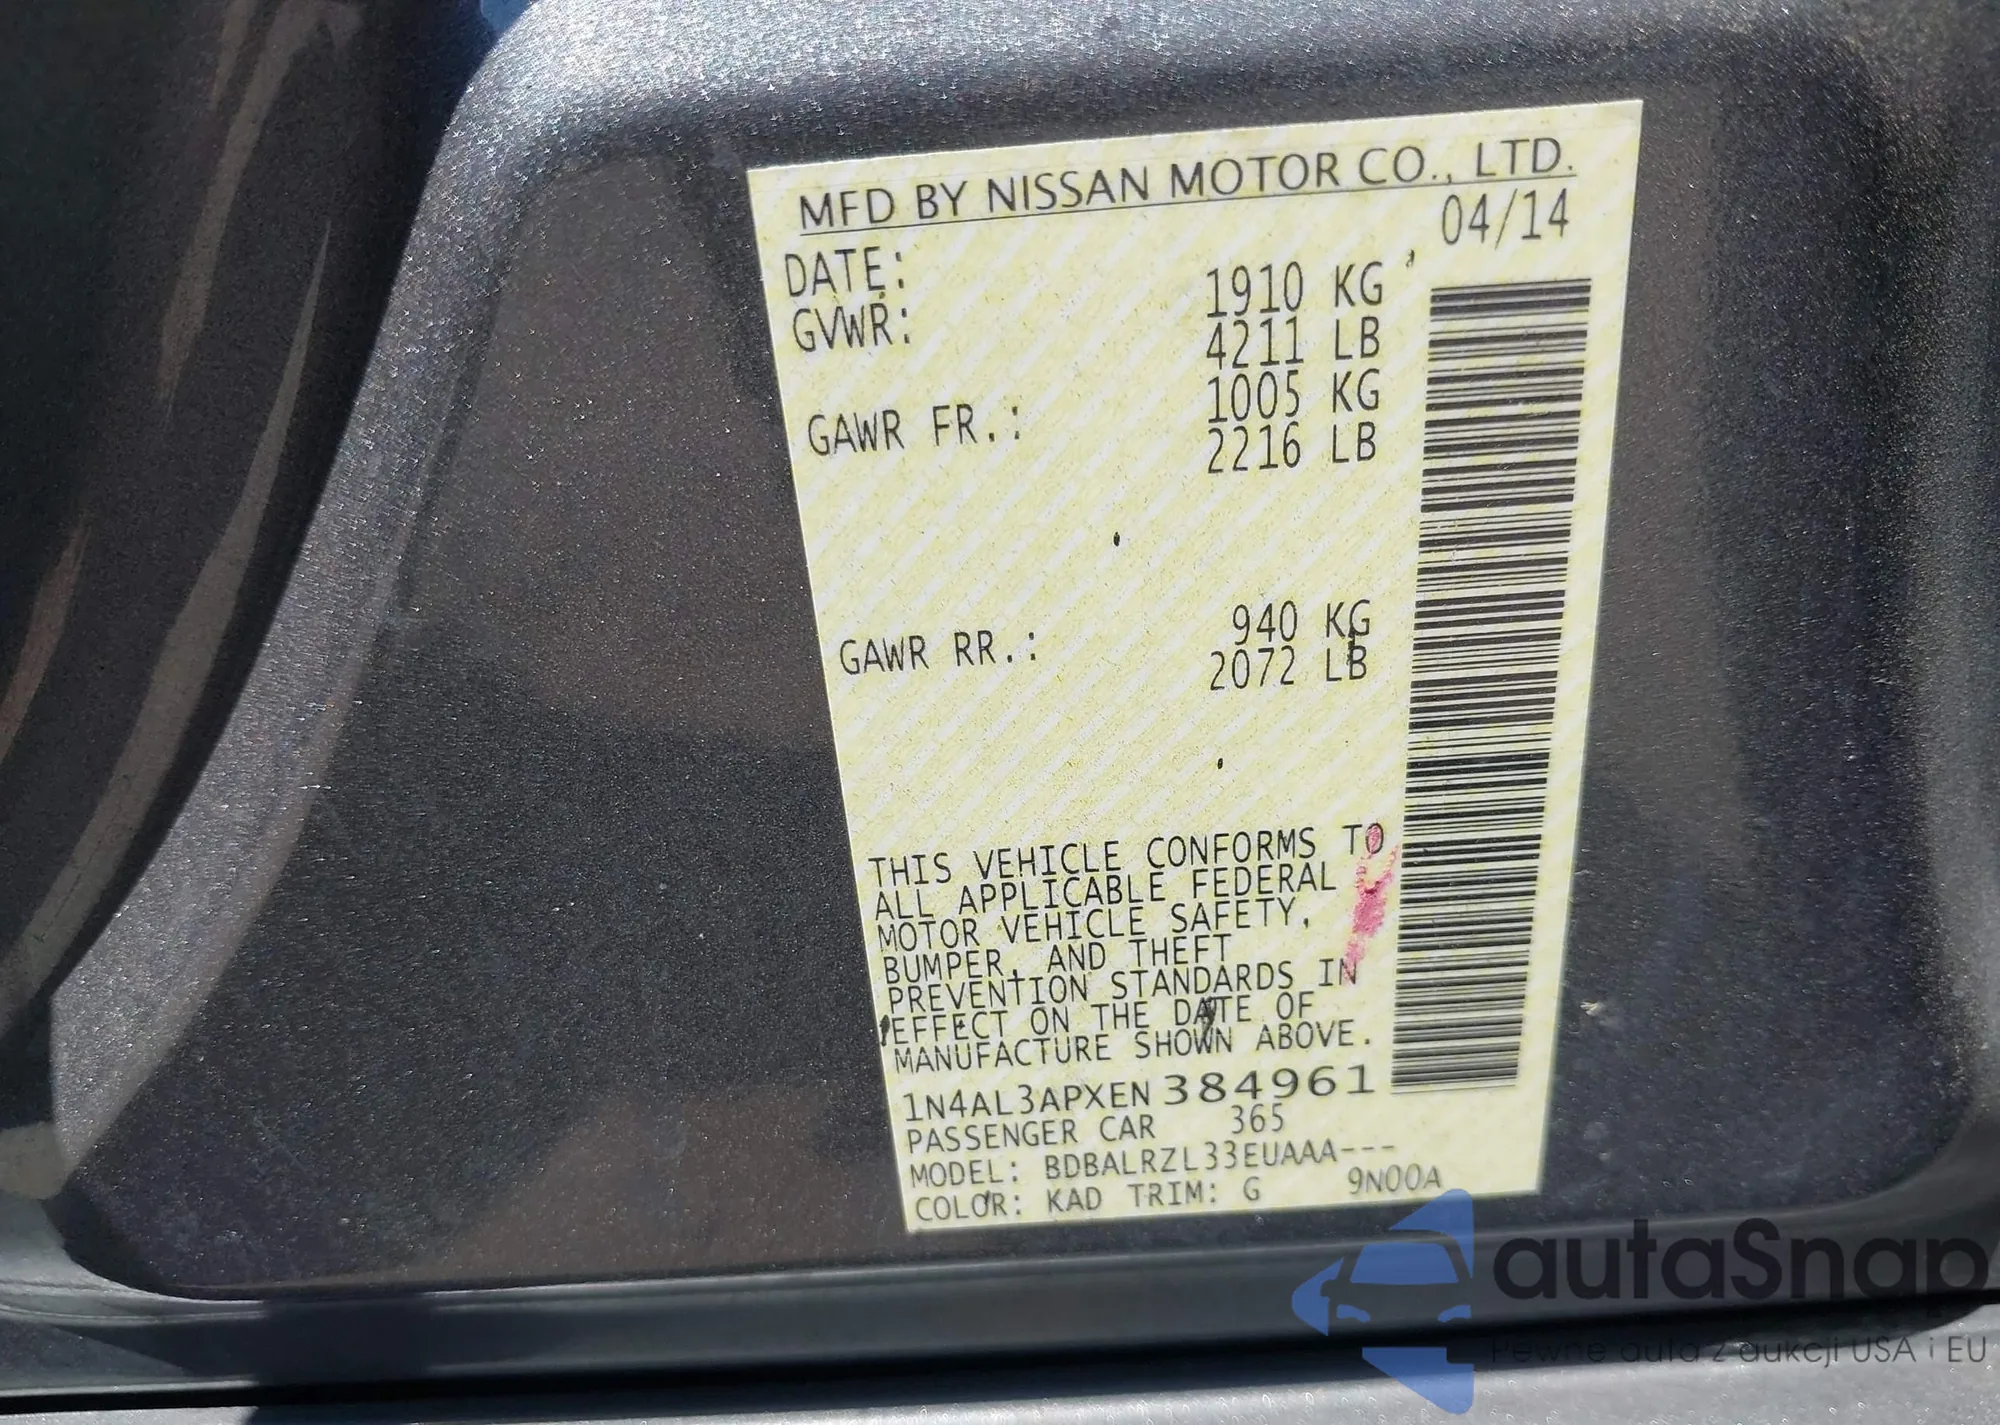 MFD BY NISSAN MOTOR CO., LTD.
DATE: 04/14
GVWR: 1910 KG
4211 LB
GAWR FR.: 1005 KG
2216 LB
GAWR RR.: 940 KG
2072 LB
THIS VEHICLE CONFORMS TO
ALL APPLICABLE FEDERAL
MOTOR VEHICLE SAFETY,
BUMPER, AND THEFT
PREVENTION STANDARDS IN
EFFECT ON THE DATE OF
MANUFACTURE SHOWN ABOVE.
1N4AL3APXEN384961
PASSENGER CAR 365
MODEL: BDBALRZL33EUAAA---
COLOR: KAD TRIM: G 9N00A
autaSnap
Pewne auta z aukcji USA i EU